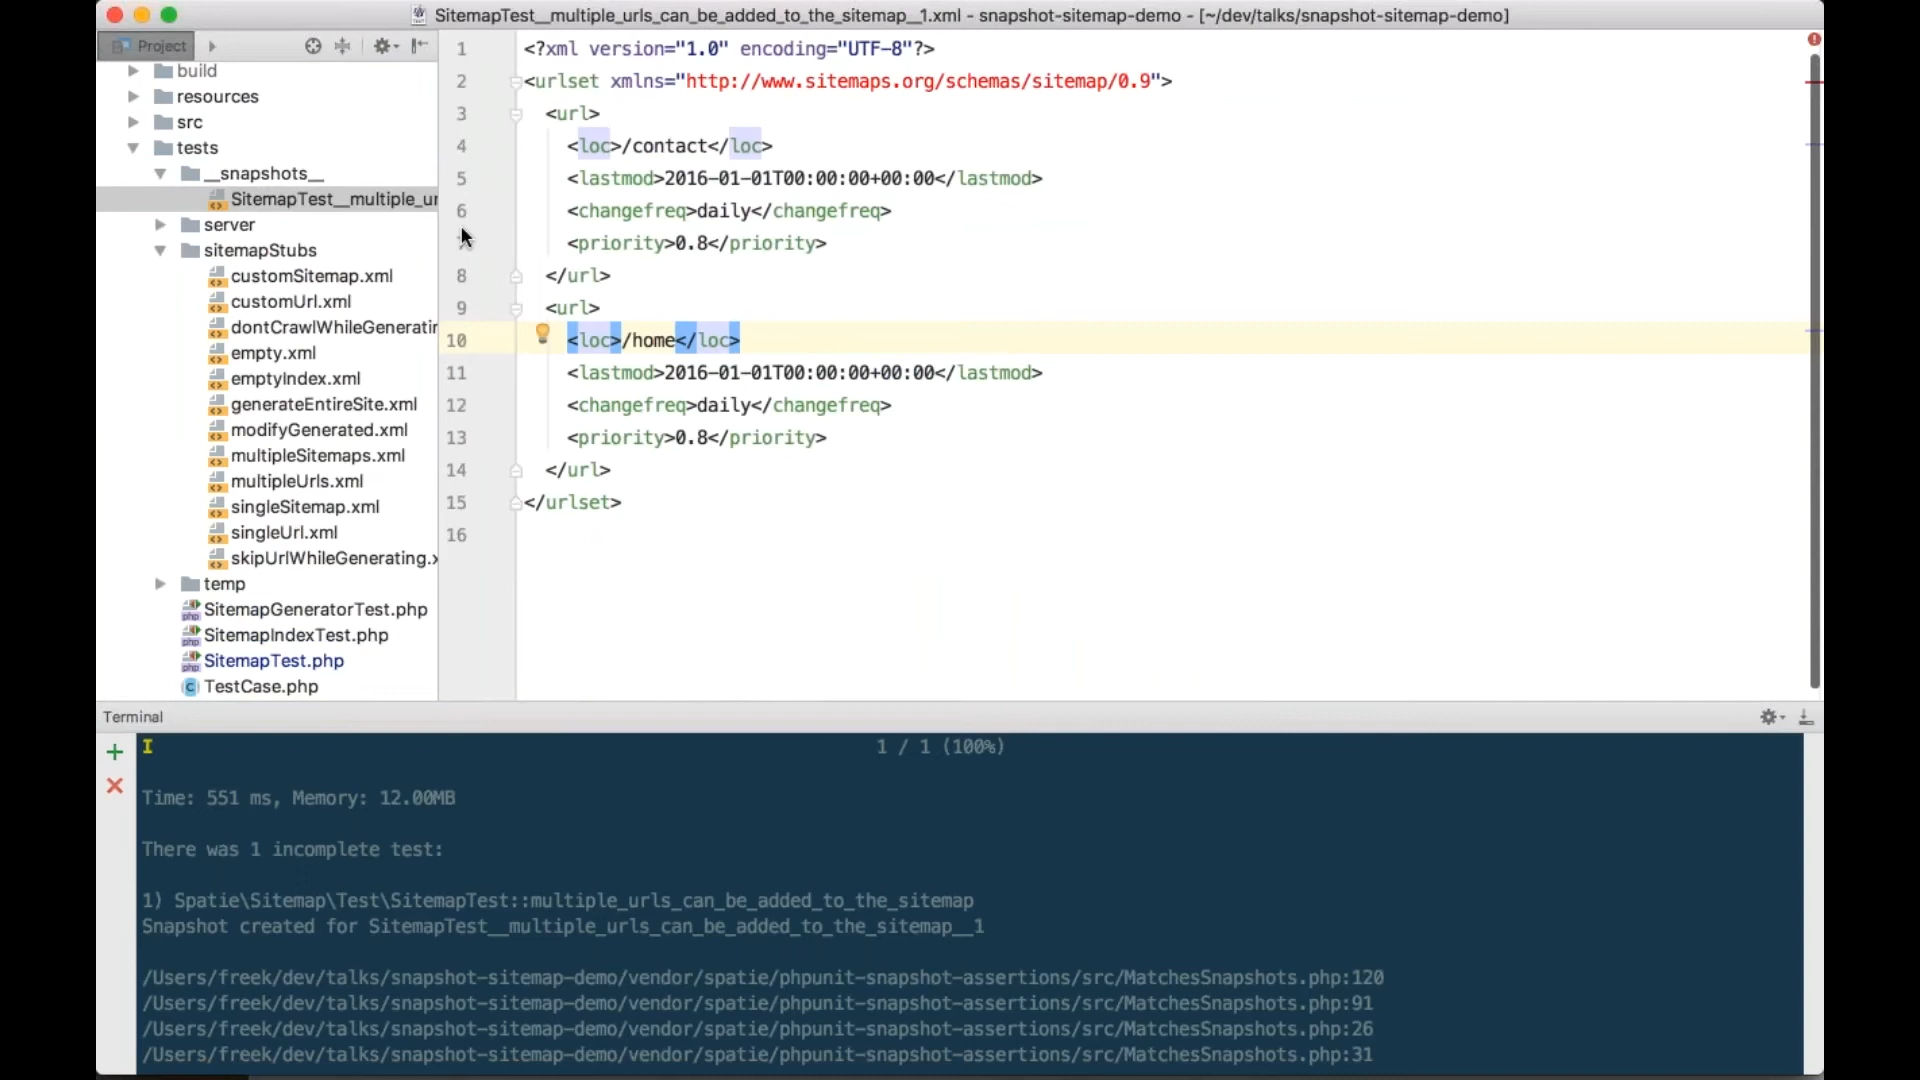 SitemapTest__multiple_urls_can_be_added_to_the_sitemap__1.xml - snapshot-sitemap-demo - [~/dev/talks/snapshot-sitemap-demo]
Project
build
resources
src
tests
__snapshots__
SitemapTest__multiple_ur
server
sitemapStubs
customSitemap.xml
customUrl.xml
dontCrawlWhileGeneratin
empty.xml
emptyIndex.xml
generateEntireSite.xml
modifyGenerated.xml
multipleSitemaps.xml
multipleUrls.xml
singleSitemap.xml
singleUrl.xml
skipUrlWhileGenerating.x
temp
SitemapGeneratorTest.php
SitemapIndexTest.php
SitemapTest.php
TestCase.php
1 <?xml version="1.0" encoding="UTF-8"?>
2 <urlset xmlns="http://www.sitemaps.org/schemas/sitemap/0.9">
3 <url>
4 <loc>/contact</loc>
5 <lastmod>2016-01-01T00:00:00+00:00</lastmod>
6 <changefreq>daily</changefreq>
<priority>0.8</priority>
8 </url>
9 <url>
10 <loc>/home</loc>
11 <lastmod>2016-01-01T00:00:00+00:00</lastmod>
12 <changefreq>daily</changefreq>
13 <priority>0.8</priority>
14 </url>
15 </urlset>
16
Terminal
I 1 / 1 (100%)
Time: 551 ms, Memory: 12.00MB
There was 1 incomplete test:
1) Spatie\Sitemap\Test\SitemapTest::multiple_urls_can_be_added_to_the_sitemap
Snapshot created for SitemapTest__multiple_urls_can_be_added_to_the_sitemap__1
/Users/freek/dev/talks/snapshot-sitemap-demo/vendor/spatie/phpunit-snapshot-assertions/src/MatchesSnapshots.php:120
/Users/freek/dev/talks/snapshot-sitemap-demo/vendor/spatie/phpunit-snapshot-assertions/src/MatchesSnapshots.php:91
/Users/freek/dev/talks/snapshot-sitemap-demo/vendor/spatie/phpunit-snapshot-assertions/src/MatchesSnapshots.php:26
/Users/freek/dev/talks/snapshot-sitemap-demo/vendor/spatie/phpunit-snapshot-assertions/src/MatchesSnapshots.php:31